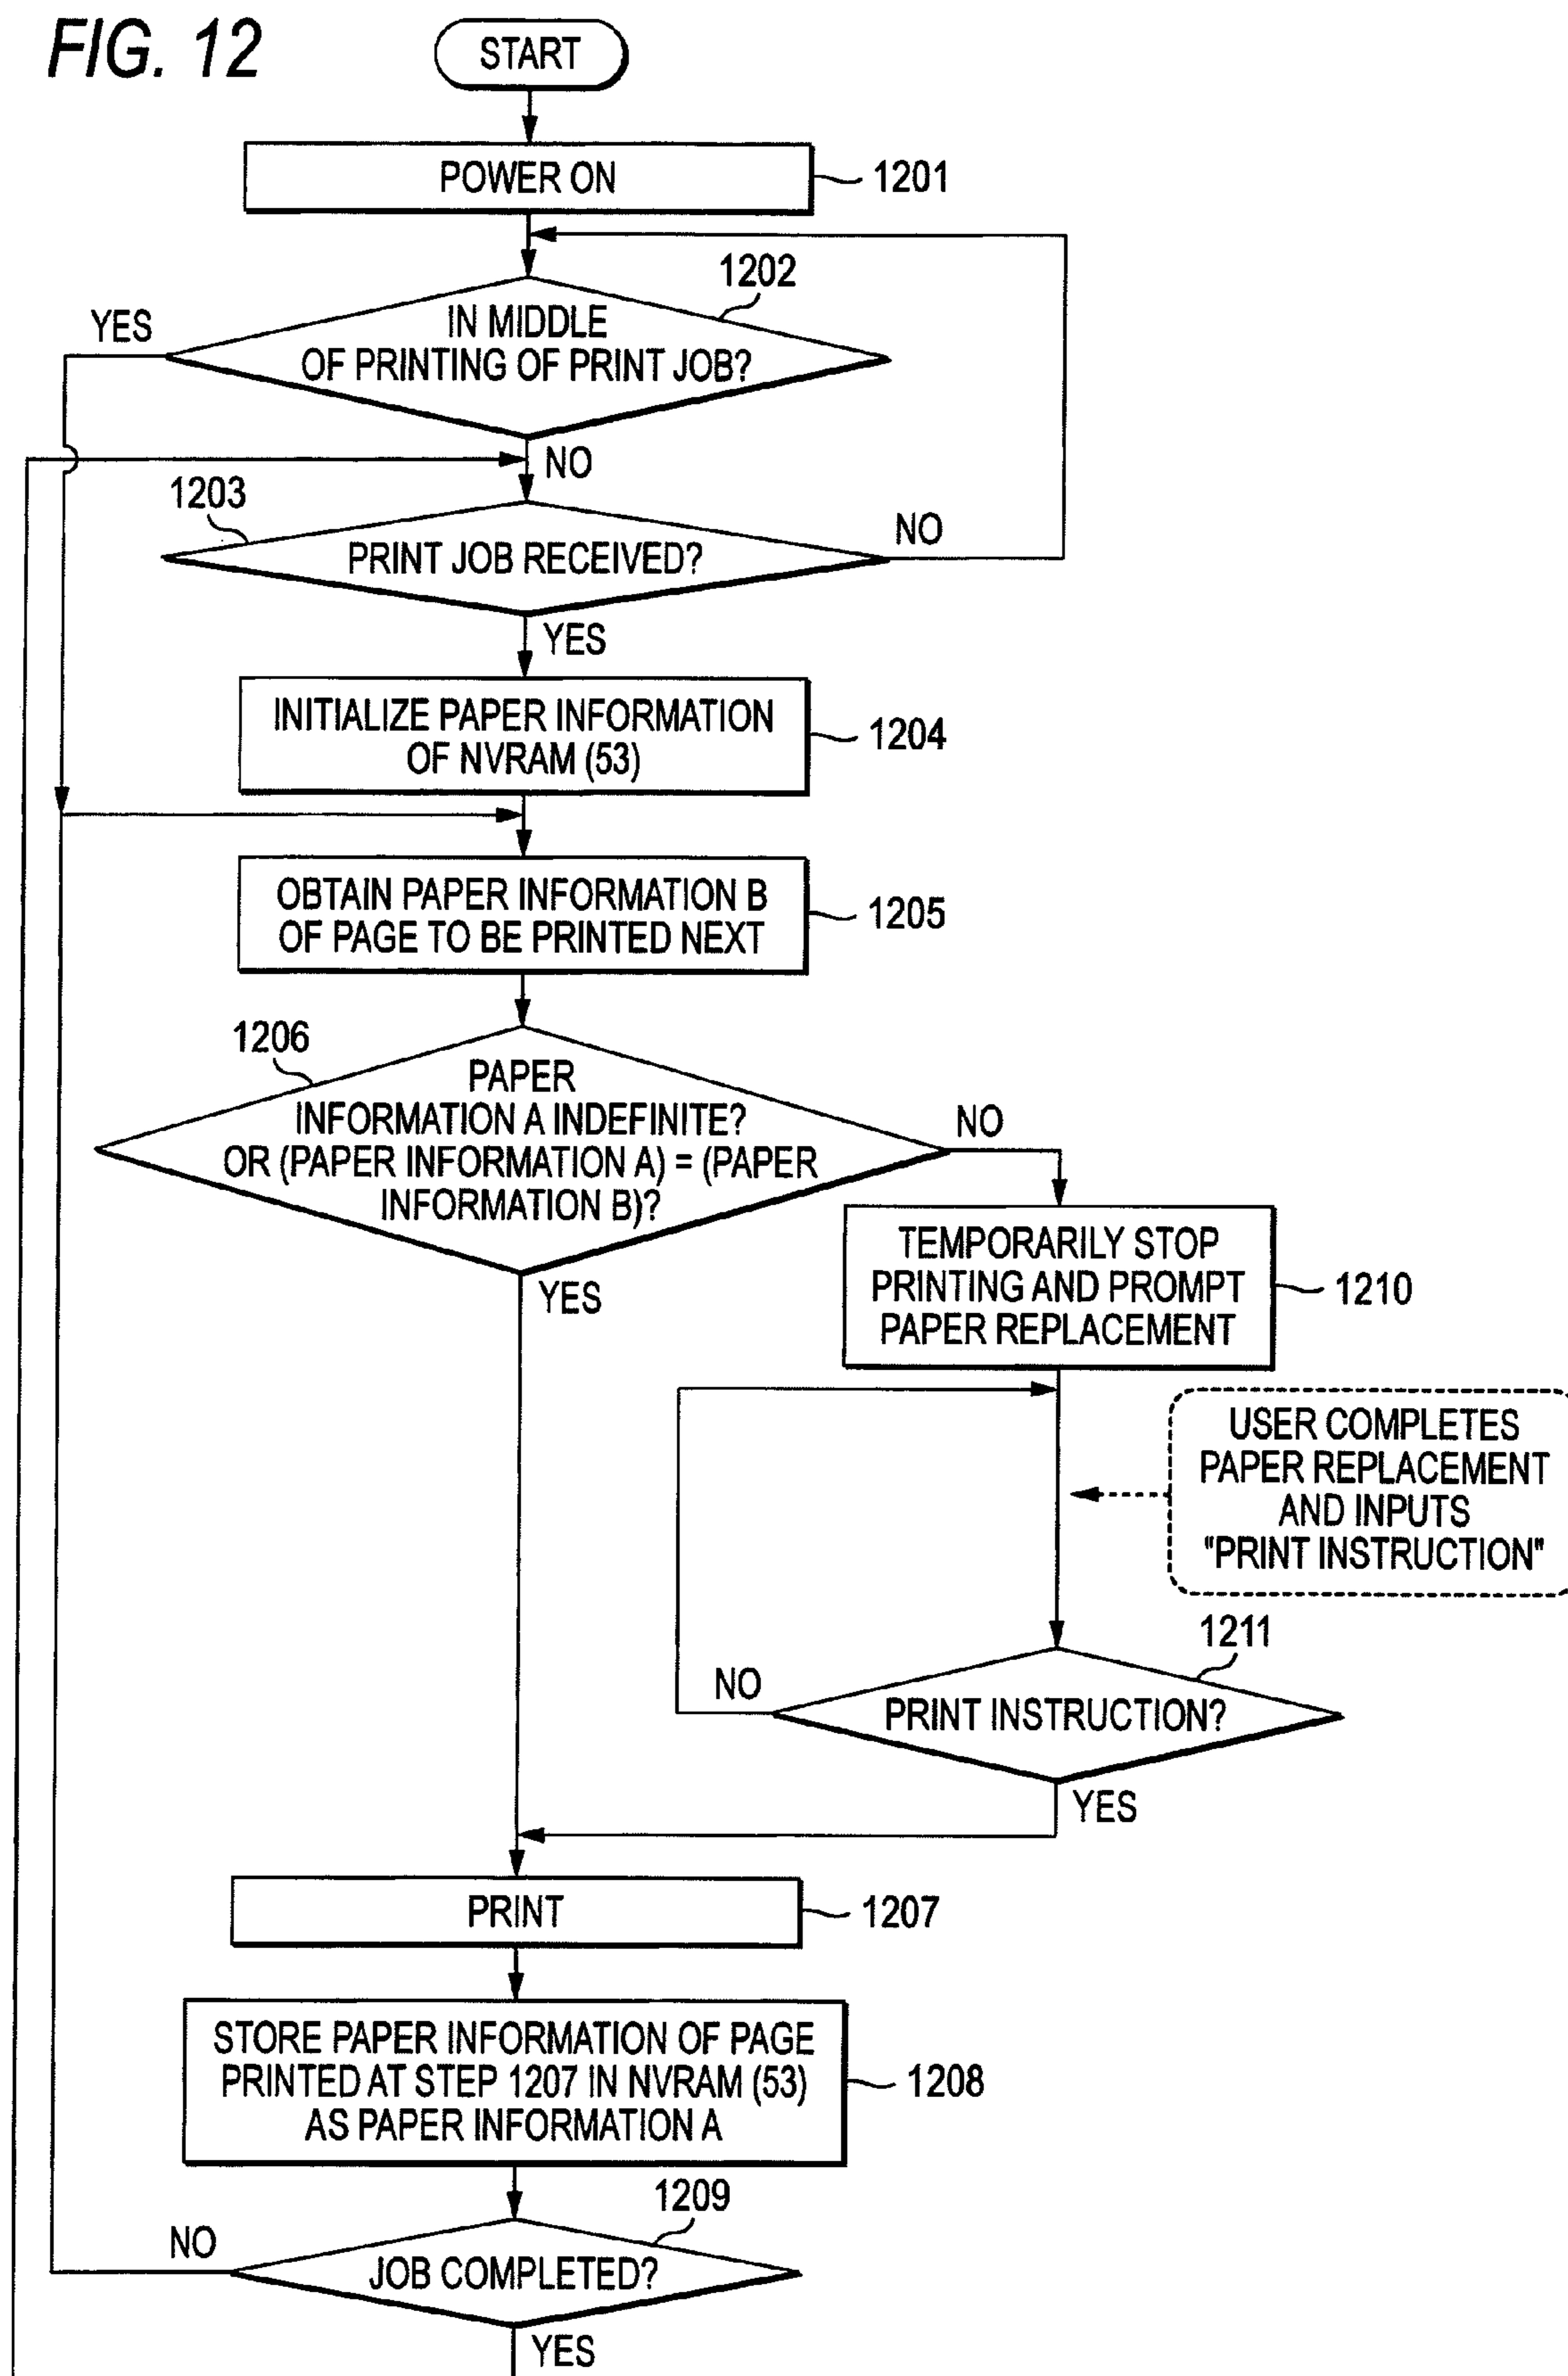 FIG. 12
START
POWER ON
1201
1202
YES
IN MIDDLE
OF PRINTING OF PRINT JOB?
NO
1203
NO
PRINT JOB RECEIVED?
YES
INITIALIZE PAPER INFORMATION
OF NVRAM (53)
1204
OBTAIN PAPER INFORMATION B
OF PAGE TO BE PRINTED NEXT
1205
1206
PAPER
INFORMATION A INDEFINITE?
OR (PAPER INFORMATION A) = (PAPER
INFORMATION B)?
NO
YES
TEMPORARILY STOP
PRINTING AND PROMPT
PAPER REPLACEMENT
1210
USER COMPLETES
PAPER REPLACEMENT
AND INPUTS
"PRINT INSTRUCTION"
1211
NO
PRINT INSTRUCTION?
YES
PRINT
1207
STORE PAPER INFORMATION OF PAGE
PRINTED AT STEP 1207 IN NVRAM (53)
AS PAPER INFORMATION A
1208
1209
NO
JOB COMPLETED?
YES